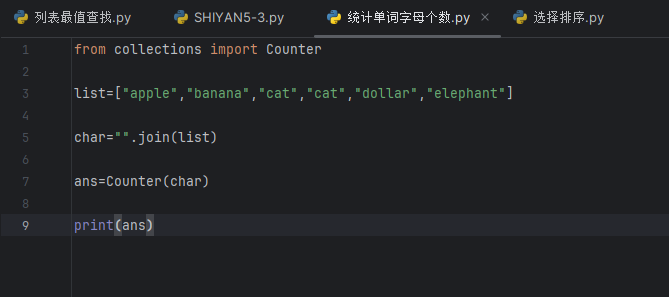 列表最值查找.py SHIYAN5-3.py 统计单词字母个数.py 选择排序.py
1 from collections import Counter
2
3 list=["apple","banana","cat","cat","dollar","elephant"]
4
5 char="".join(list)
6
7 ans=Counter(char)
8
9 print(ans)